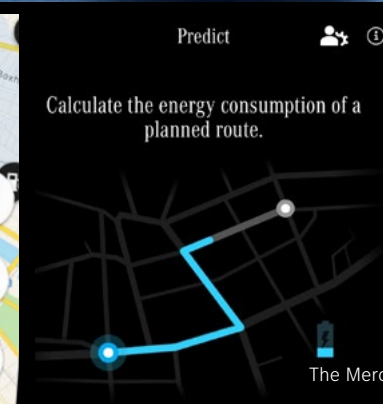 Predict
Calculate the energy consumption of a
planned route.
The Merc